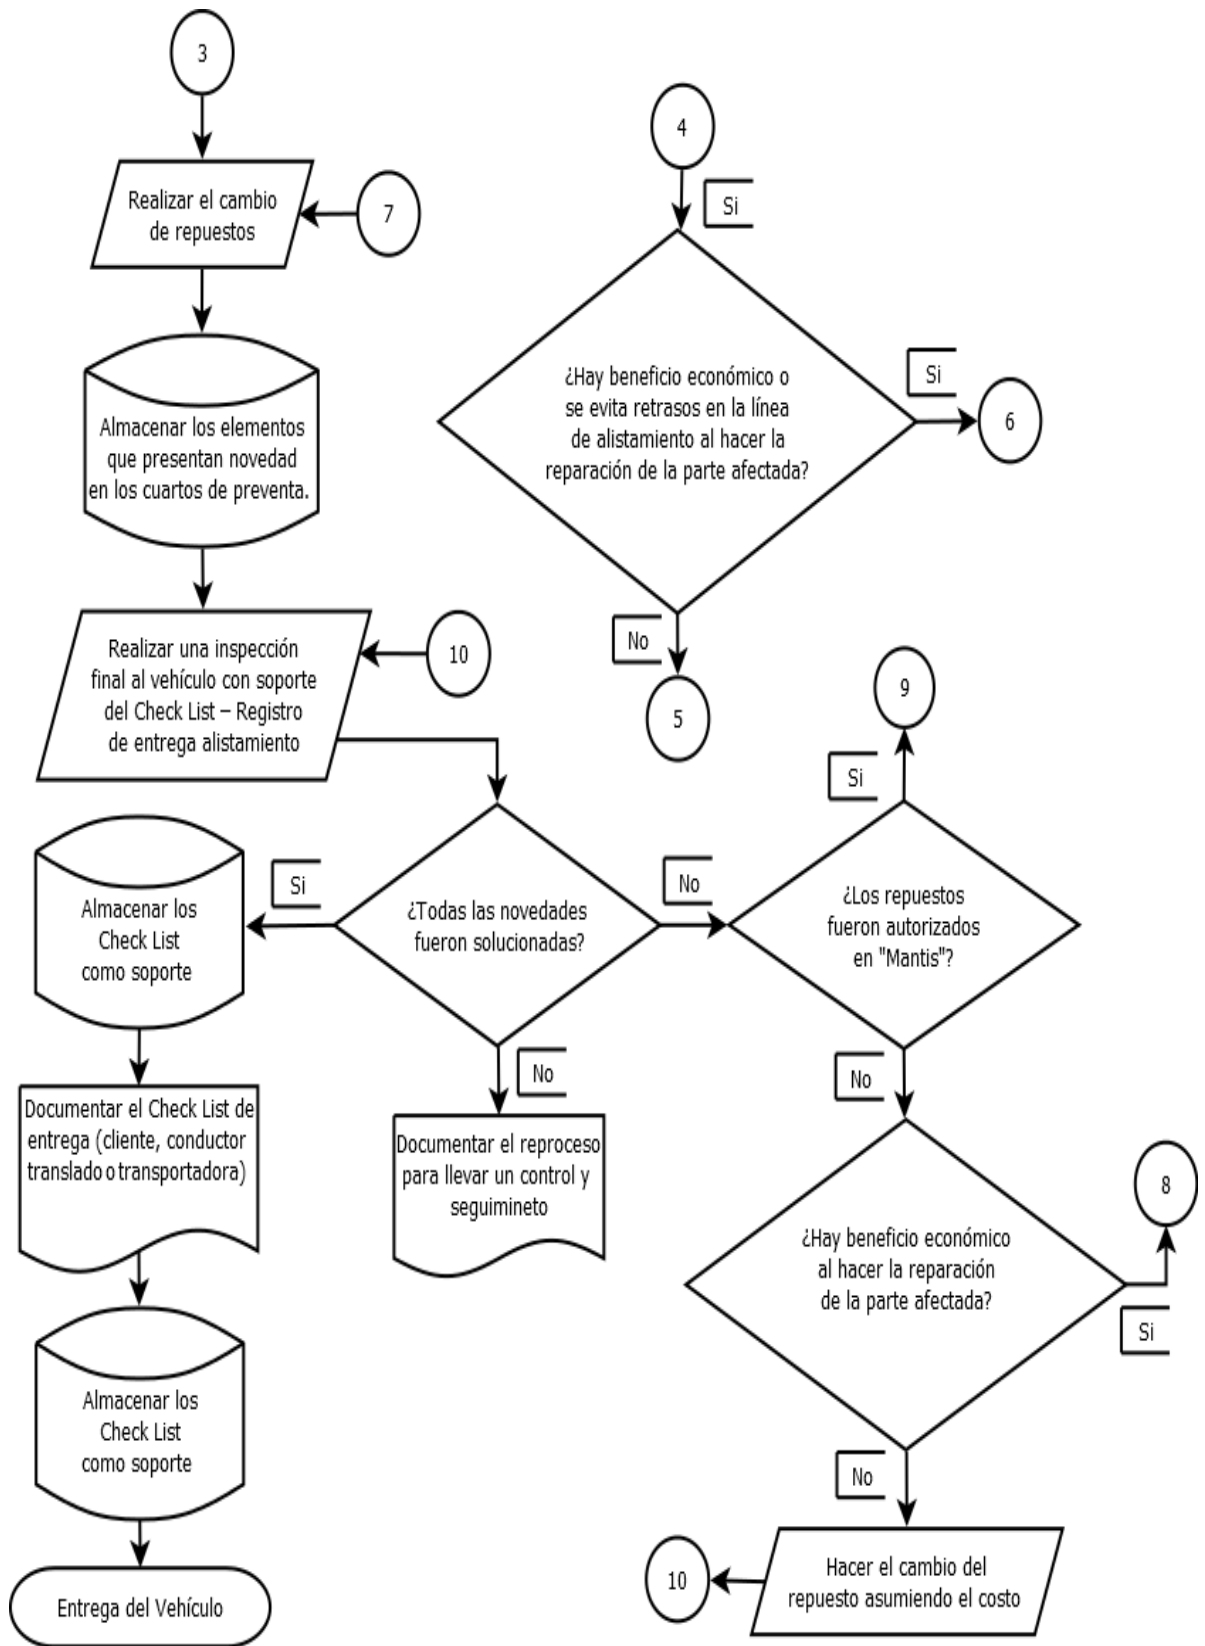 3
Realizar el cambio
de repuestos
7
Almacenar los elementos
que presentan novedad
en los cuartos de preventa.
Realizar una inspección
final al vehículo con soporte
del Check List – Registro
de entrega alistamiento
10
4
Si
¿Hay beneficio económico o
se evita retrasos en la línea
de alistamiento al hacer la
reparación de la parte afectada?
Si
6
No
5
¿Todas las novedades
fueron solucionadas?
Si
Almacenar los
Check List
como soporte
Documentar el Check List de
entrega (cliente, conductor
translado o transportadora)
Almacenar los
Check List
como soporte
Entrega del Vehículo
No
Documentar el reproceso
para llevar un control y
seguimineto
No
¿Los repuestos
fueron autorizados
en "Mantis"?
Si
9
No
¿Hay beneficio económico
al hacer la reparación
de la parte afectada?
Si
8
No
Hacer el cambio del
repuesto asumiendo el costo
10